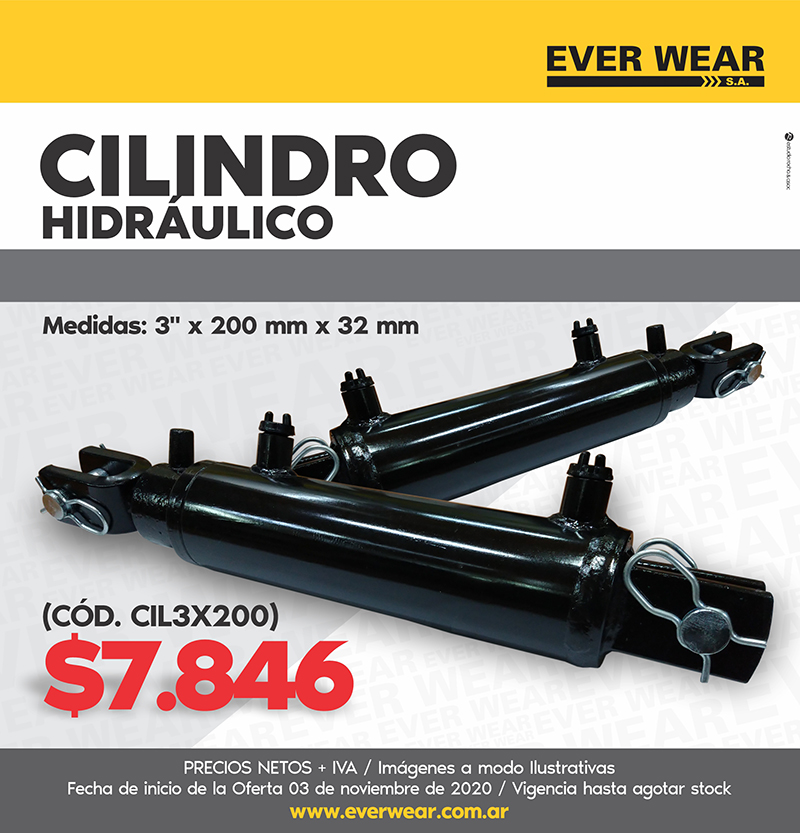 EVER WEAR
S.A.
CILINDRO
HIDRÁULICO
Medidas: 3" x 200 mm x 32 mm
(CÓD. CIL3X200)
$7.846
PRECIOS NETOS + IVA / Imágenes a modo Ilustrativas
Fecha de inicio de la Oferta 03 de noviembre de 2020 / Vigencia hasta agotar stock
www.everwear.com.ar